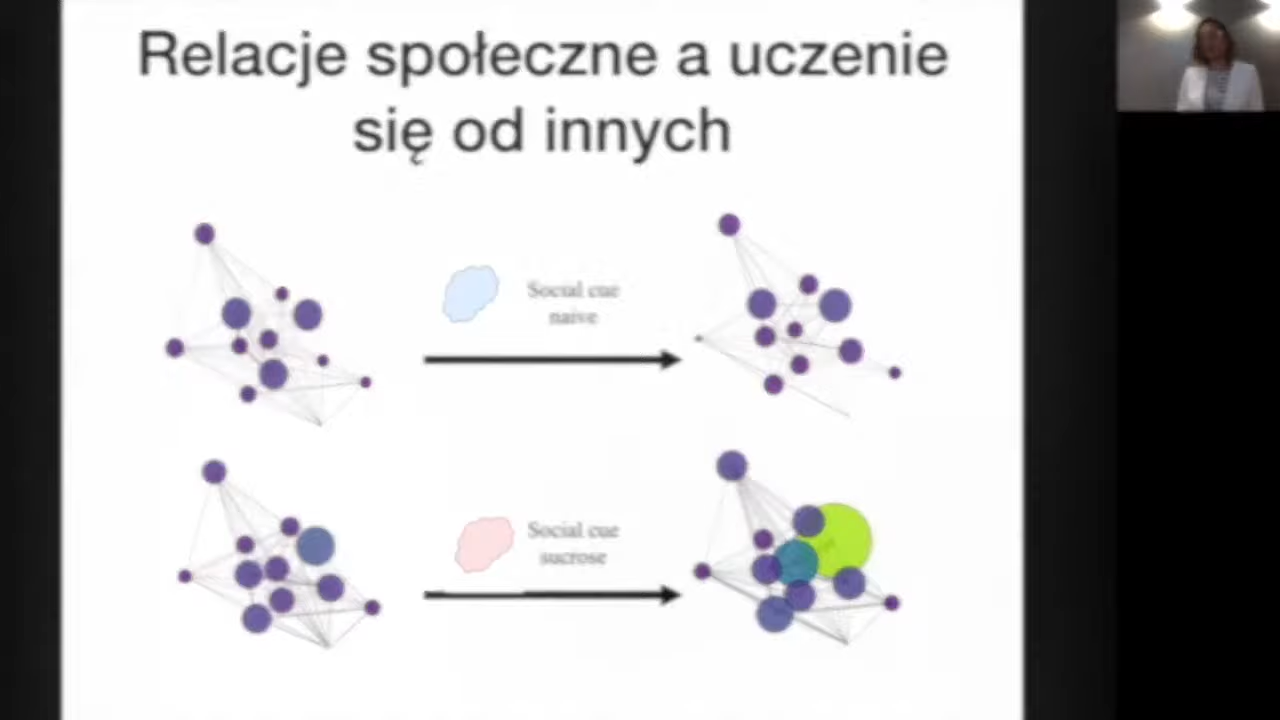 Relacje społeczne a uczenie
się od innych
Social cue
naive
Social cue
sucrose